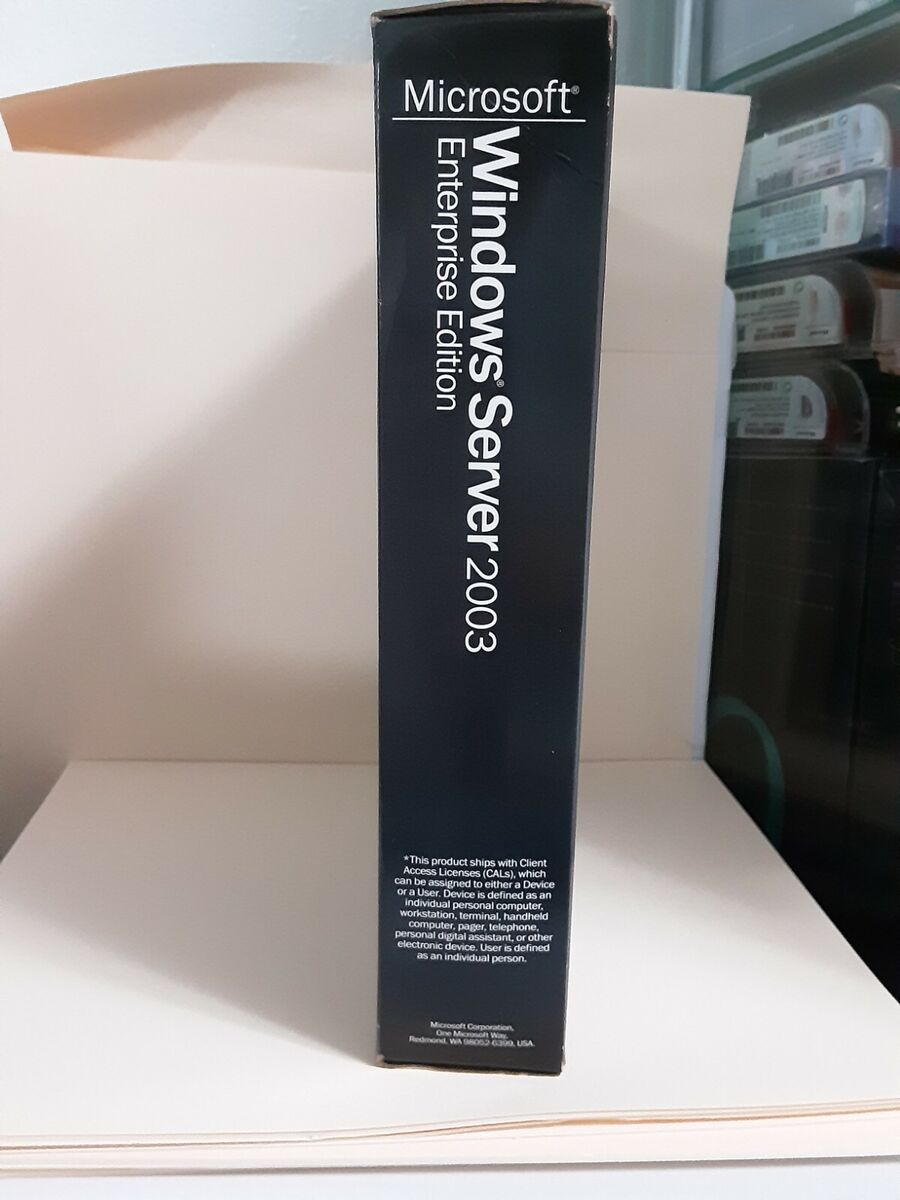 Microsoft®
Windows® Server 2003
Enterprise Edition
*This product ships with Client
Access Licenses (CALs), which
can be assigned to either a Device
or a User. Device is defined as an
individual personal computer,
workstation, terminal, handheld
computer, pager, telephone,
personal digital assistant, or other
electronic device. User is defined
as an individual person.
Microsoft Corporation,
One Microsoft Way,
Redmond, WA 98052-6399, USA.